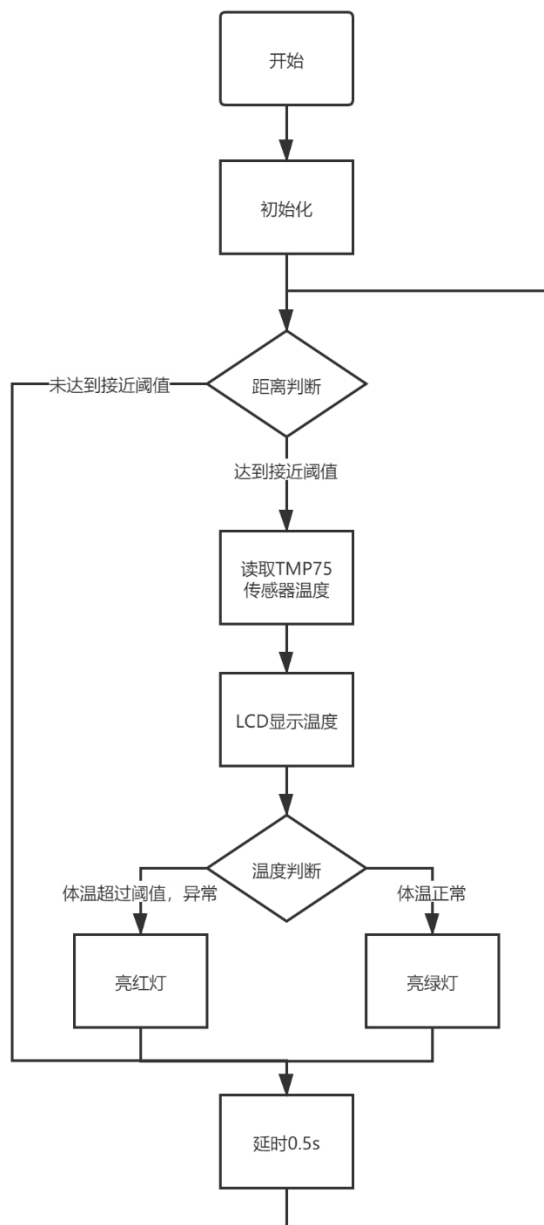 开始
初始化
距离判断
未达到接近阈值
达到接近阈值
读取TMP75
传感器温度
LCD显示温度
温度判断
体温超过阈值，异常
体温正常
亮红灯
亮绿灯
延时0.5s